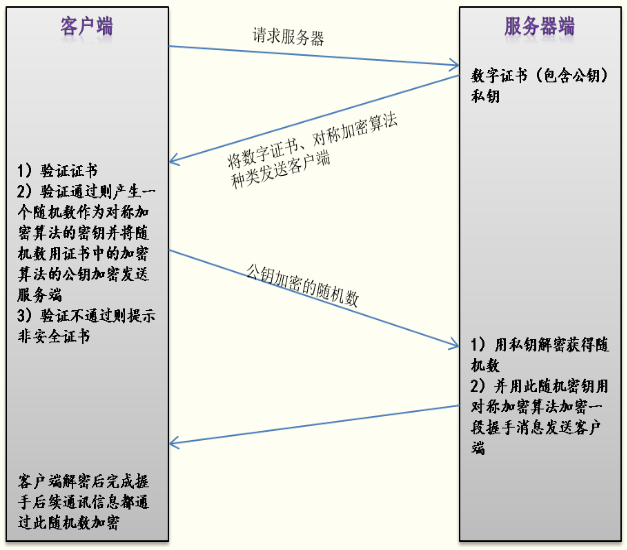 客户端
服务器端
请求服务器
数字证书（包含公钥）
私钥
将数字证书、对称加密算法
种类发送客户端
1）验证证书
2）验证通过则产生一
个随机数作为对称加
密算法的密钥并将随
机数用证书中的加密
算法的公钥加密发送
服务端
3）验证不通过则提示
非安全证书
公钥加密的随机数
1）用私钥解密获得随
机数
2）并用此随机密钥用
对称加密算法加密一
段握手消息发送客户
端
客户端解密后完成握
手后续通讯信息都通
过此随机数加密